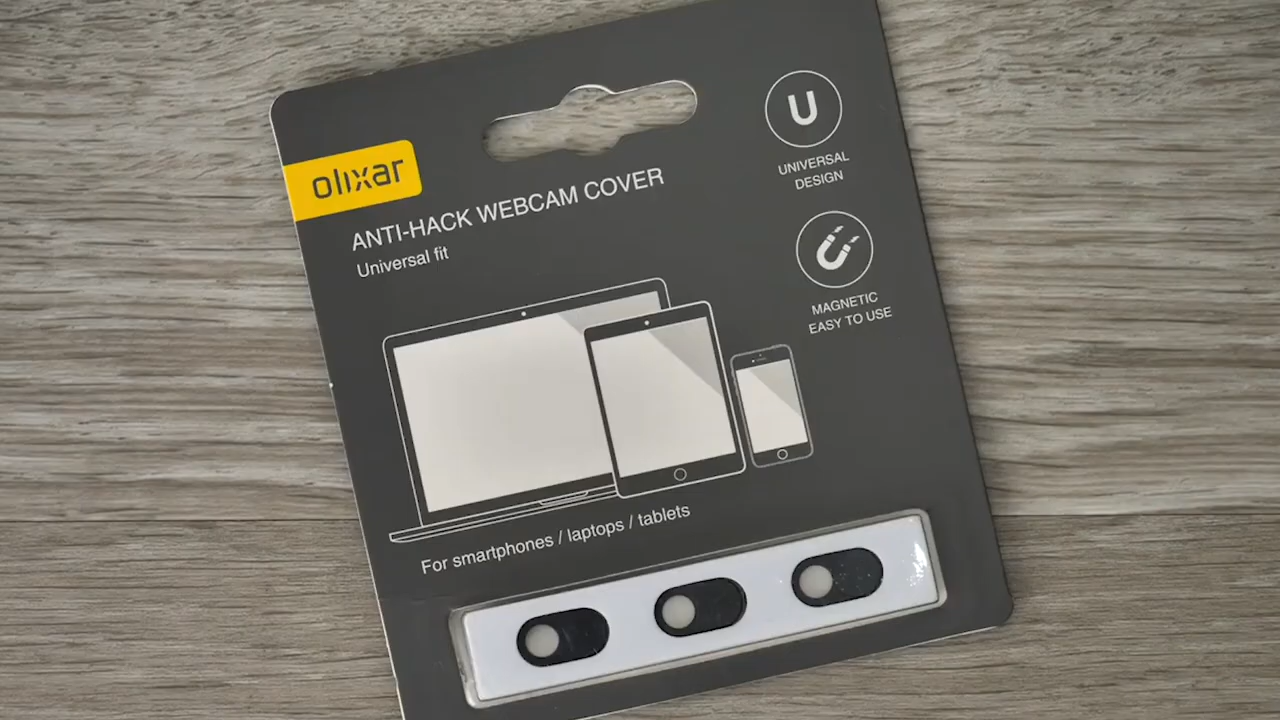 olixar
ANTI-HACK WEBCAM COVER
Universal fit
U
UNIVERSAL
DESIGN
MAGNETIC
EASY TO USE
For smartphones / laptops / tablets